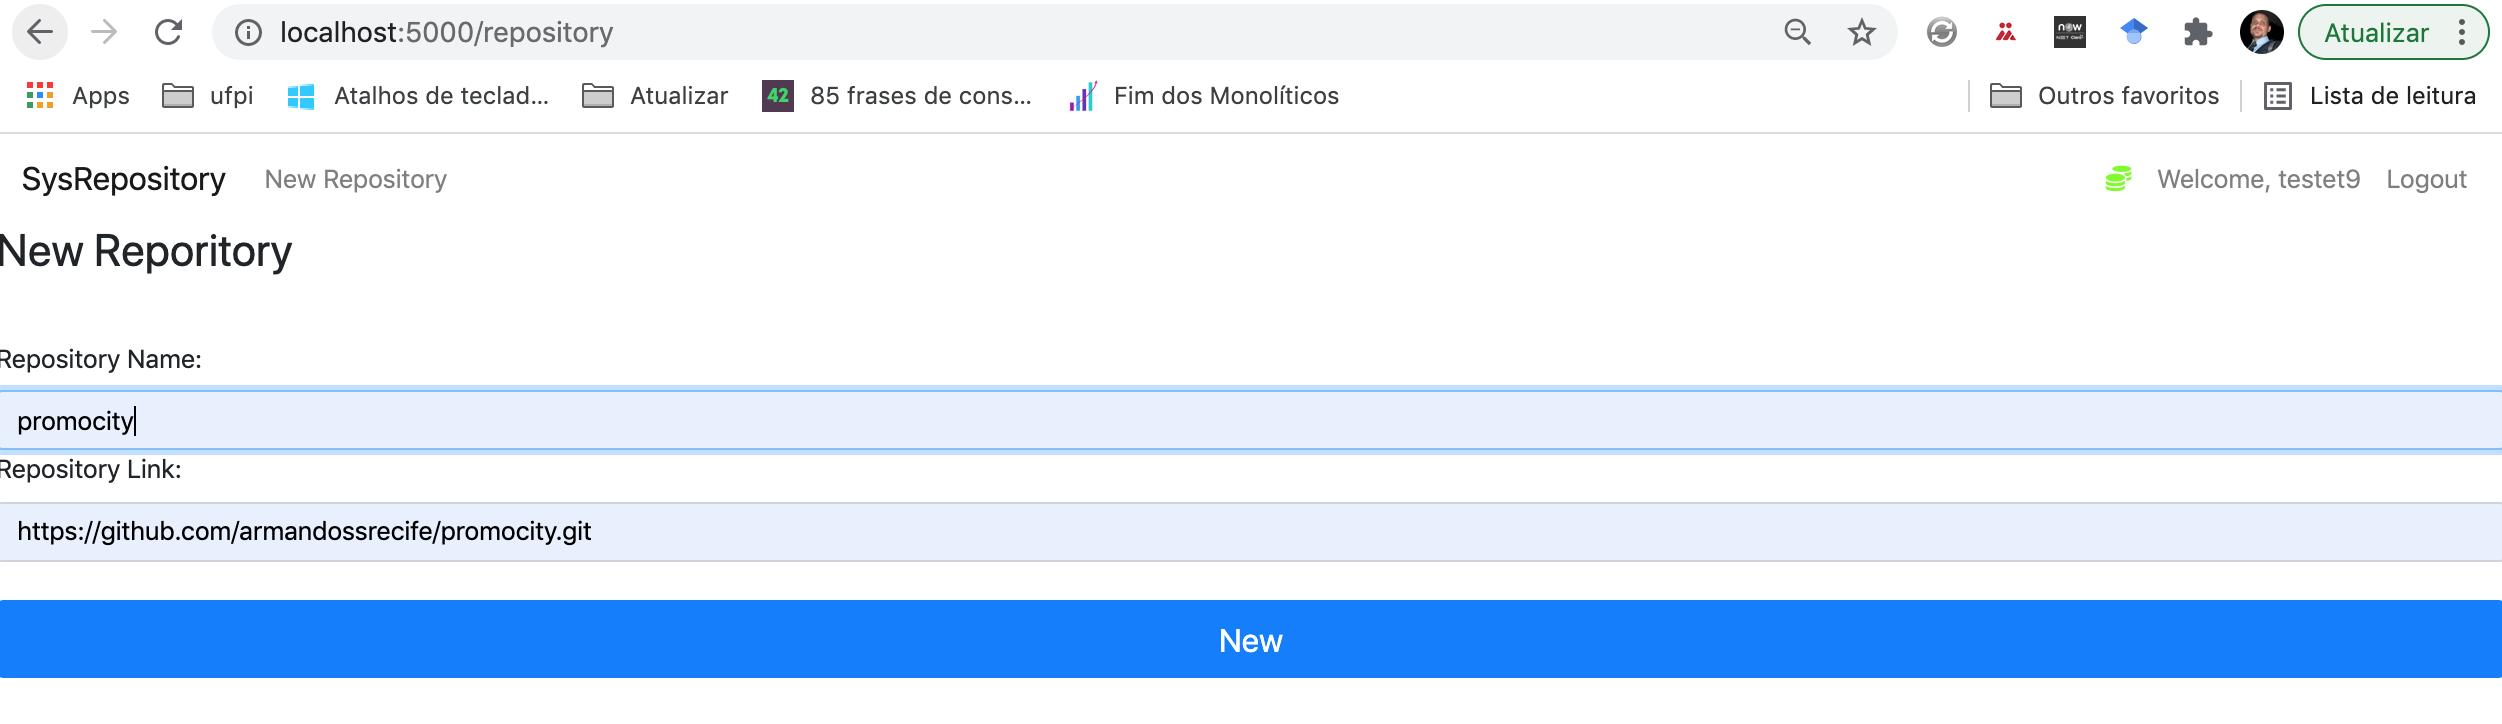 localhost:5000/repository
Atualizar
Apps ufpi Atalhos de teclad... Atualizar 42 85 frases de cons... Fim dos Monolíticos Outros favoritos Lista de leitura
SysRepository New Repository Welcome, testet9 Logout
New Reporitory
Repository Name:
promocity
Repository Link:
https://github.com/armandossrecife/promocity.git
New